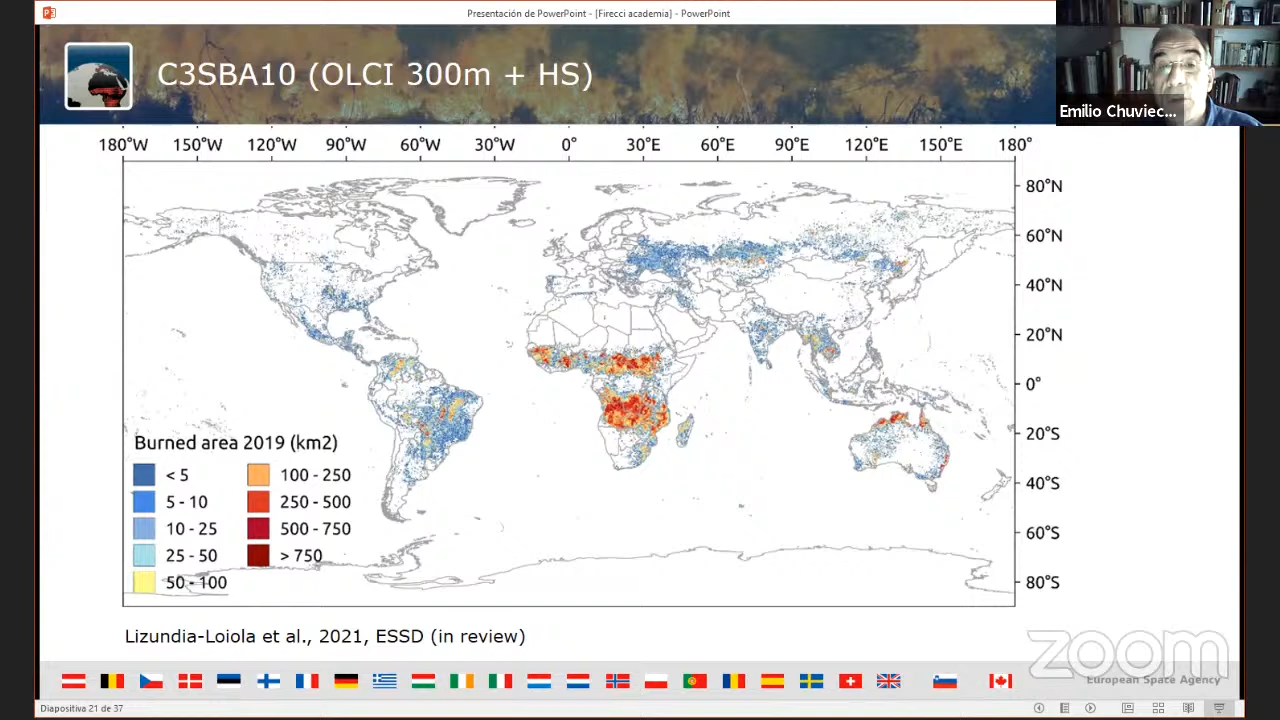 Presentación de PowerPoint - [Firecci academia] - PowerPoint
C3SBA10 (OLCI 300m + HS)
Emilio Chuviec...
180°W 150°W 120°W 90°W 60°W 30°W 0° 30°E 60°E 90°E 120°E 150°E 180°
80°N
60°N
40°N
20°N
0°
20°S
40°S
60°S
80°S
Burned area 2019 (km2)
< 5
5 - 10
10 - 25
25 - 50
50 - 100
100 - 250
250 - 500
500 - 750
> 750
Lizundia-Loiola et al., 2021, ESSD (in review)
zoom
European Space Agency
Diapositiva 21 de 37